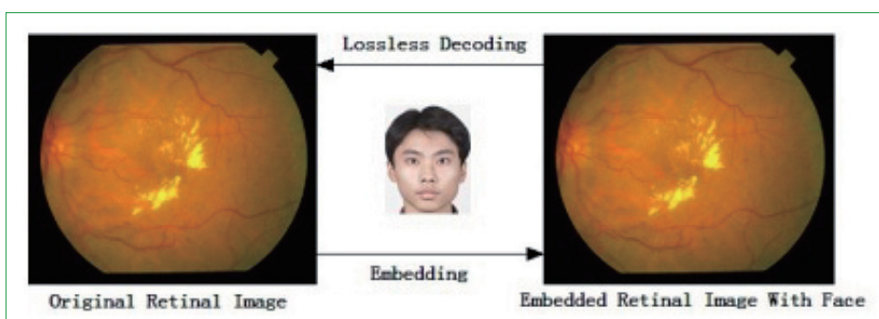 Lossless Decoding
Embedding
Original Retinal Image
Embedded Retinal Image With Face